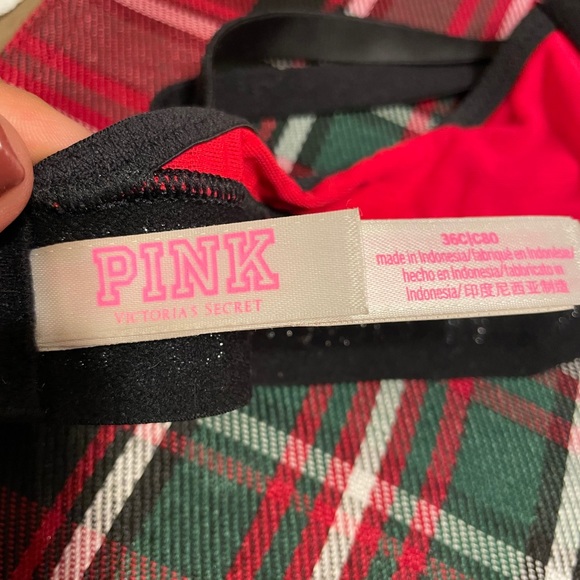 PINK
VICTORIA'S SECRET
36C|C80
made in Indonesia/fabriqué en Indonésie/
hecho en Indonesia/fabbricato in
Indonesia/印度尼西亚制造